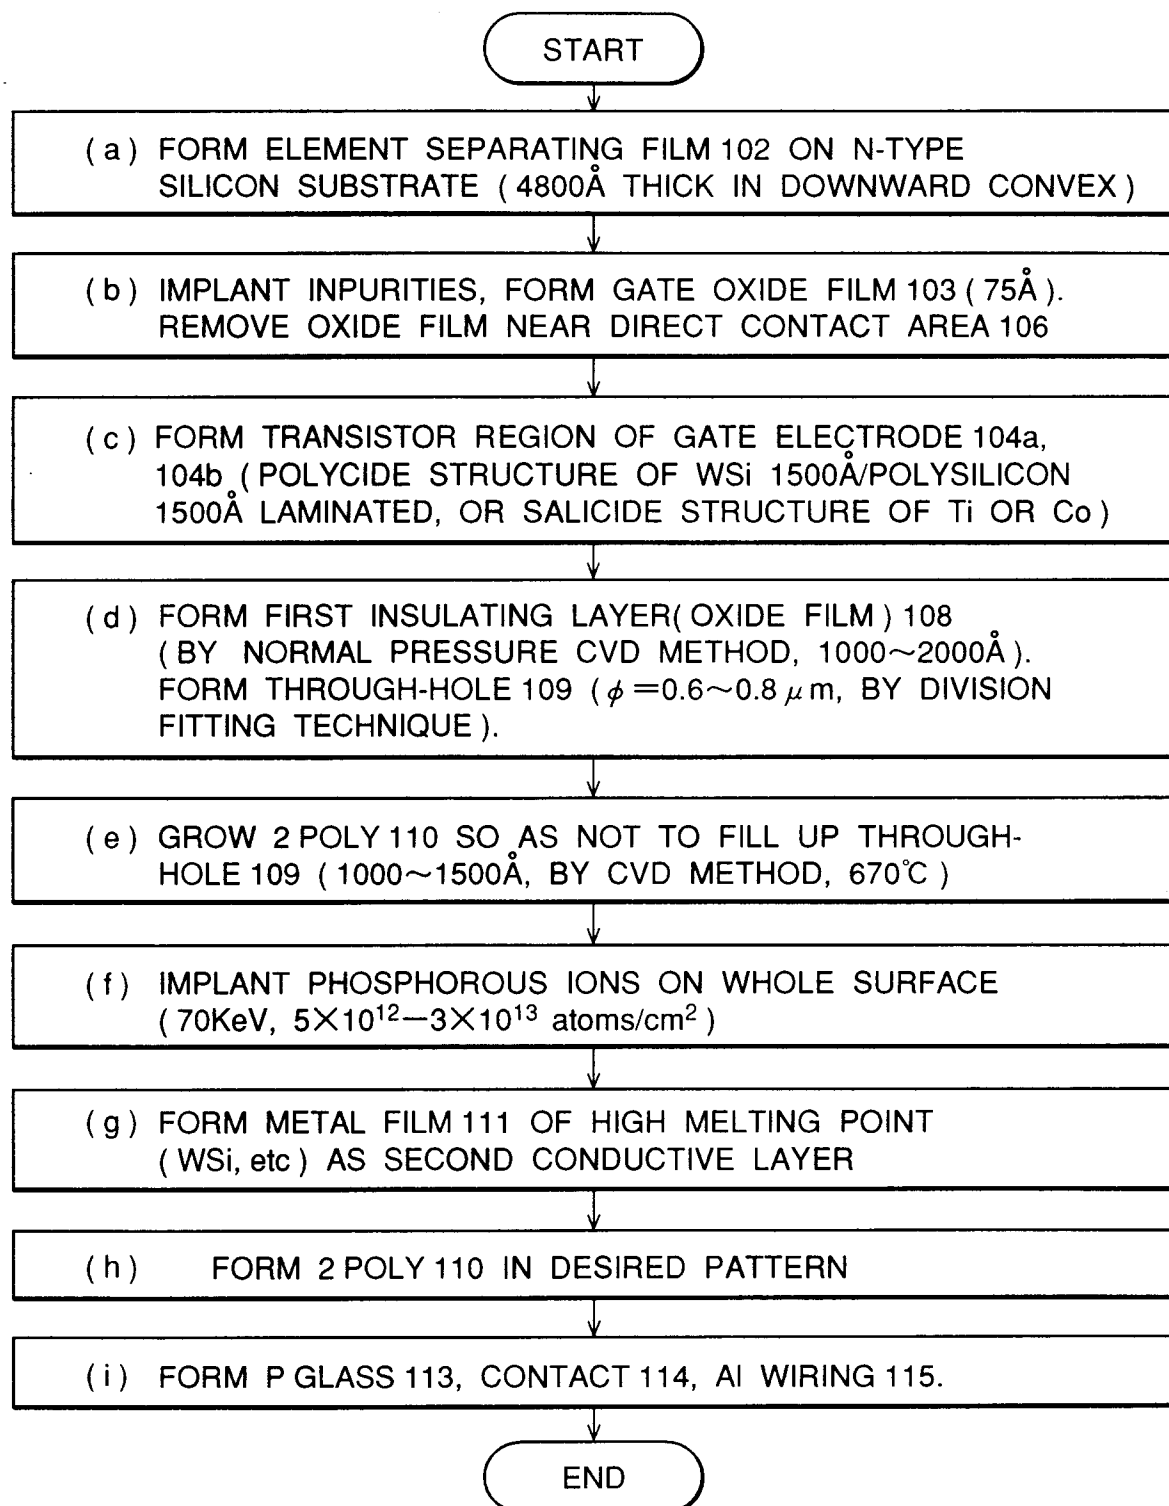 START
(a) FORM ELEMENT SEPARATING FILM 102 ON N-TYPE
SILICON SUBSTRATE (4800Å THICK IN DOWNWARD CONVEX)
(b) IMPLANT INPURITIES, FORM GATE OXIDE FILM 103 (75Å).
REMOVE OXIDE FILM NEAR DIRECT CONTACT AREA 106
(c) FORM TRANSISTOR REGION OF GATE ELECTRODE 104a,
104b (POLYCIDE STRUCTURE OF WSi 1500Å/POLYSILICON
1500Å LAMINATED, OR SALICIDE STRUCTURE OF Ti OR Co)
(d) FORM FIRST INSULATING LAYER(OXIDE FILM) 108
(BY NORMAL PRESSURE CVD METHOD, 1000~2000Å).
FORM THROUGH-HOLE 109 (φ=0.6~0.8 μm, BY DIVISION
FITTING TECHNIQUE).
(e) GROW 2 POLY 110 SO AS NOT TO FILL UP THROUGH-
HOLE 109 (1000~1500Å, BY CVD METHOD, 670℃)
(f) IMPLANT PHOSPHOROUS IONS ON WHOLE SURFACE
(70KeV, 5×10¹²—3×10¹³ atoms/cm²)
(g) FORM METAL FILM 111 OF HIGH MELTING POINT
(WSi, etc) AS SECOND CONDUCTIVE LAYER
(h) FORM 2 POLY 110 IN DESIRED PATTERN
(i) FORM P GLASS 113, CONTACT 114, Al WIRING 115.
END